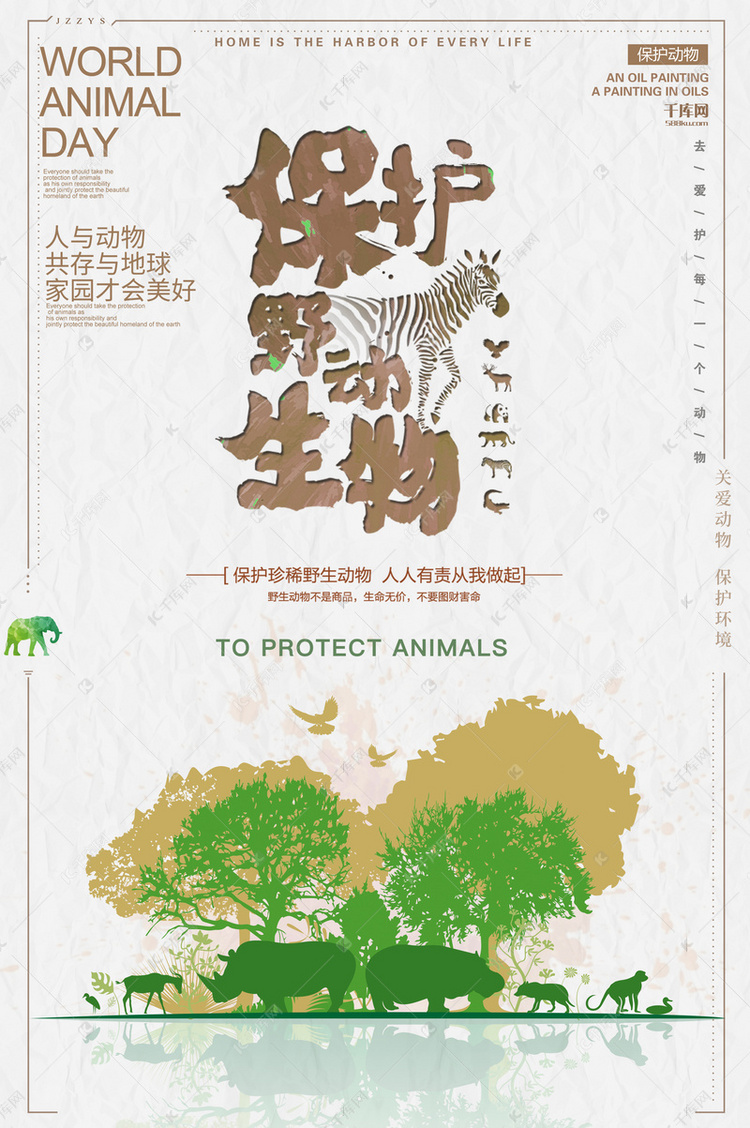 JZZYS
HOME IS THE HARBOR OF EVERY LIFE
WORLD
ANIMAL
DAY
Everyone should take the
protection of animals
as his own responsibility
and jointly protect the beautiful
homeland of the earth
人与动物
共存与地球
家园才会美好
Everyone should take the protection
of animals as
his own responsibility and
jointly protect the beautiful homeland of the earth
保护动物
AN OIL PAINTING
A PAINTING IN OILS
千库网
588ku.com
去/爱/护/每/一/个/动/物
保护
野动
生物
关爱动物 保护环境
[ 保护珍稀野生动物 人人有责从我做起]
野生动物不是商品，生命无价，不要图财害命
TO PROTECT ANIMALS